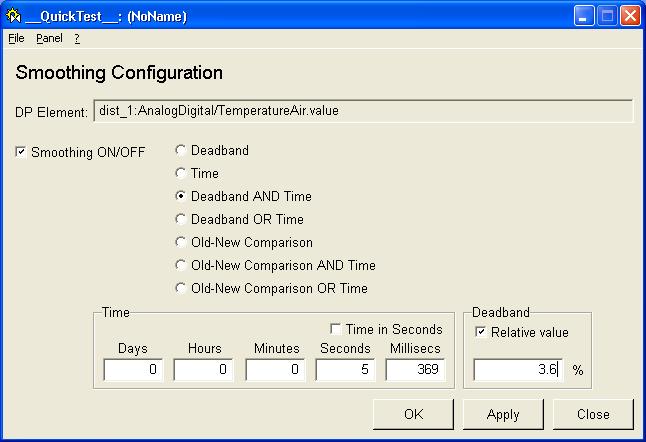 __QuickTest__: (NoName)
File Panel ?
Smoothing Configuration
DP Element: dist_1:AnalogDigital/TemperatureAir.value
Smoothing ON/OFF
Deadband
Time
Deadband AND Time
Deadband OR Time
Old-New Comparison
Old-New Comparison AND Time
Old-New Comparison OR Time
Time
Time in Seconds
Days Hours Minutes Seconds Millisecs
0 0 0 5 369
Deadband
Relative value
3.6 %
OK Apply Close